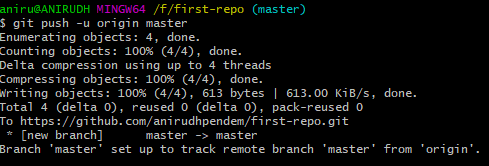 aniru@ANIRUDH MINGW64 /f/first-repo (master)
$ git push -u origin master
Enumerating objects: 4, done.
Counting objects: 100% (4/4), done.
Delta compression using up to 4 threads
Compressing objects: 100% (4/4), done.
Writing objects: 100% (4/4), 613 bytes | 613.00 KiB/s, done.
Total 4 (delta 0), reused 0 (delta 0), pack-reused 0
To https://github.com/anirudhpendem/first-repo.git
 * [new branch]      master -> master
Branch 'master' set up to track remote branch 'master' from 'origin'.